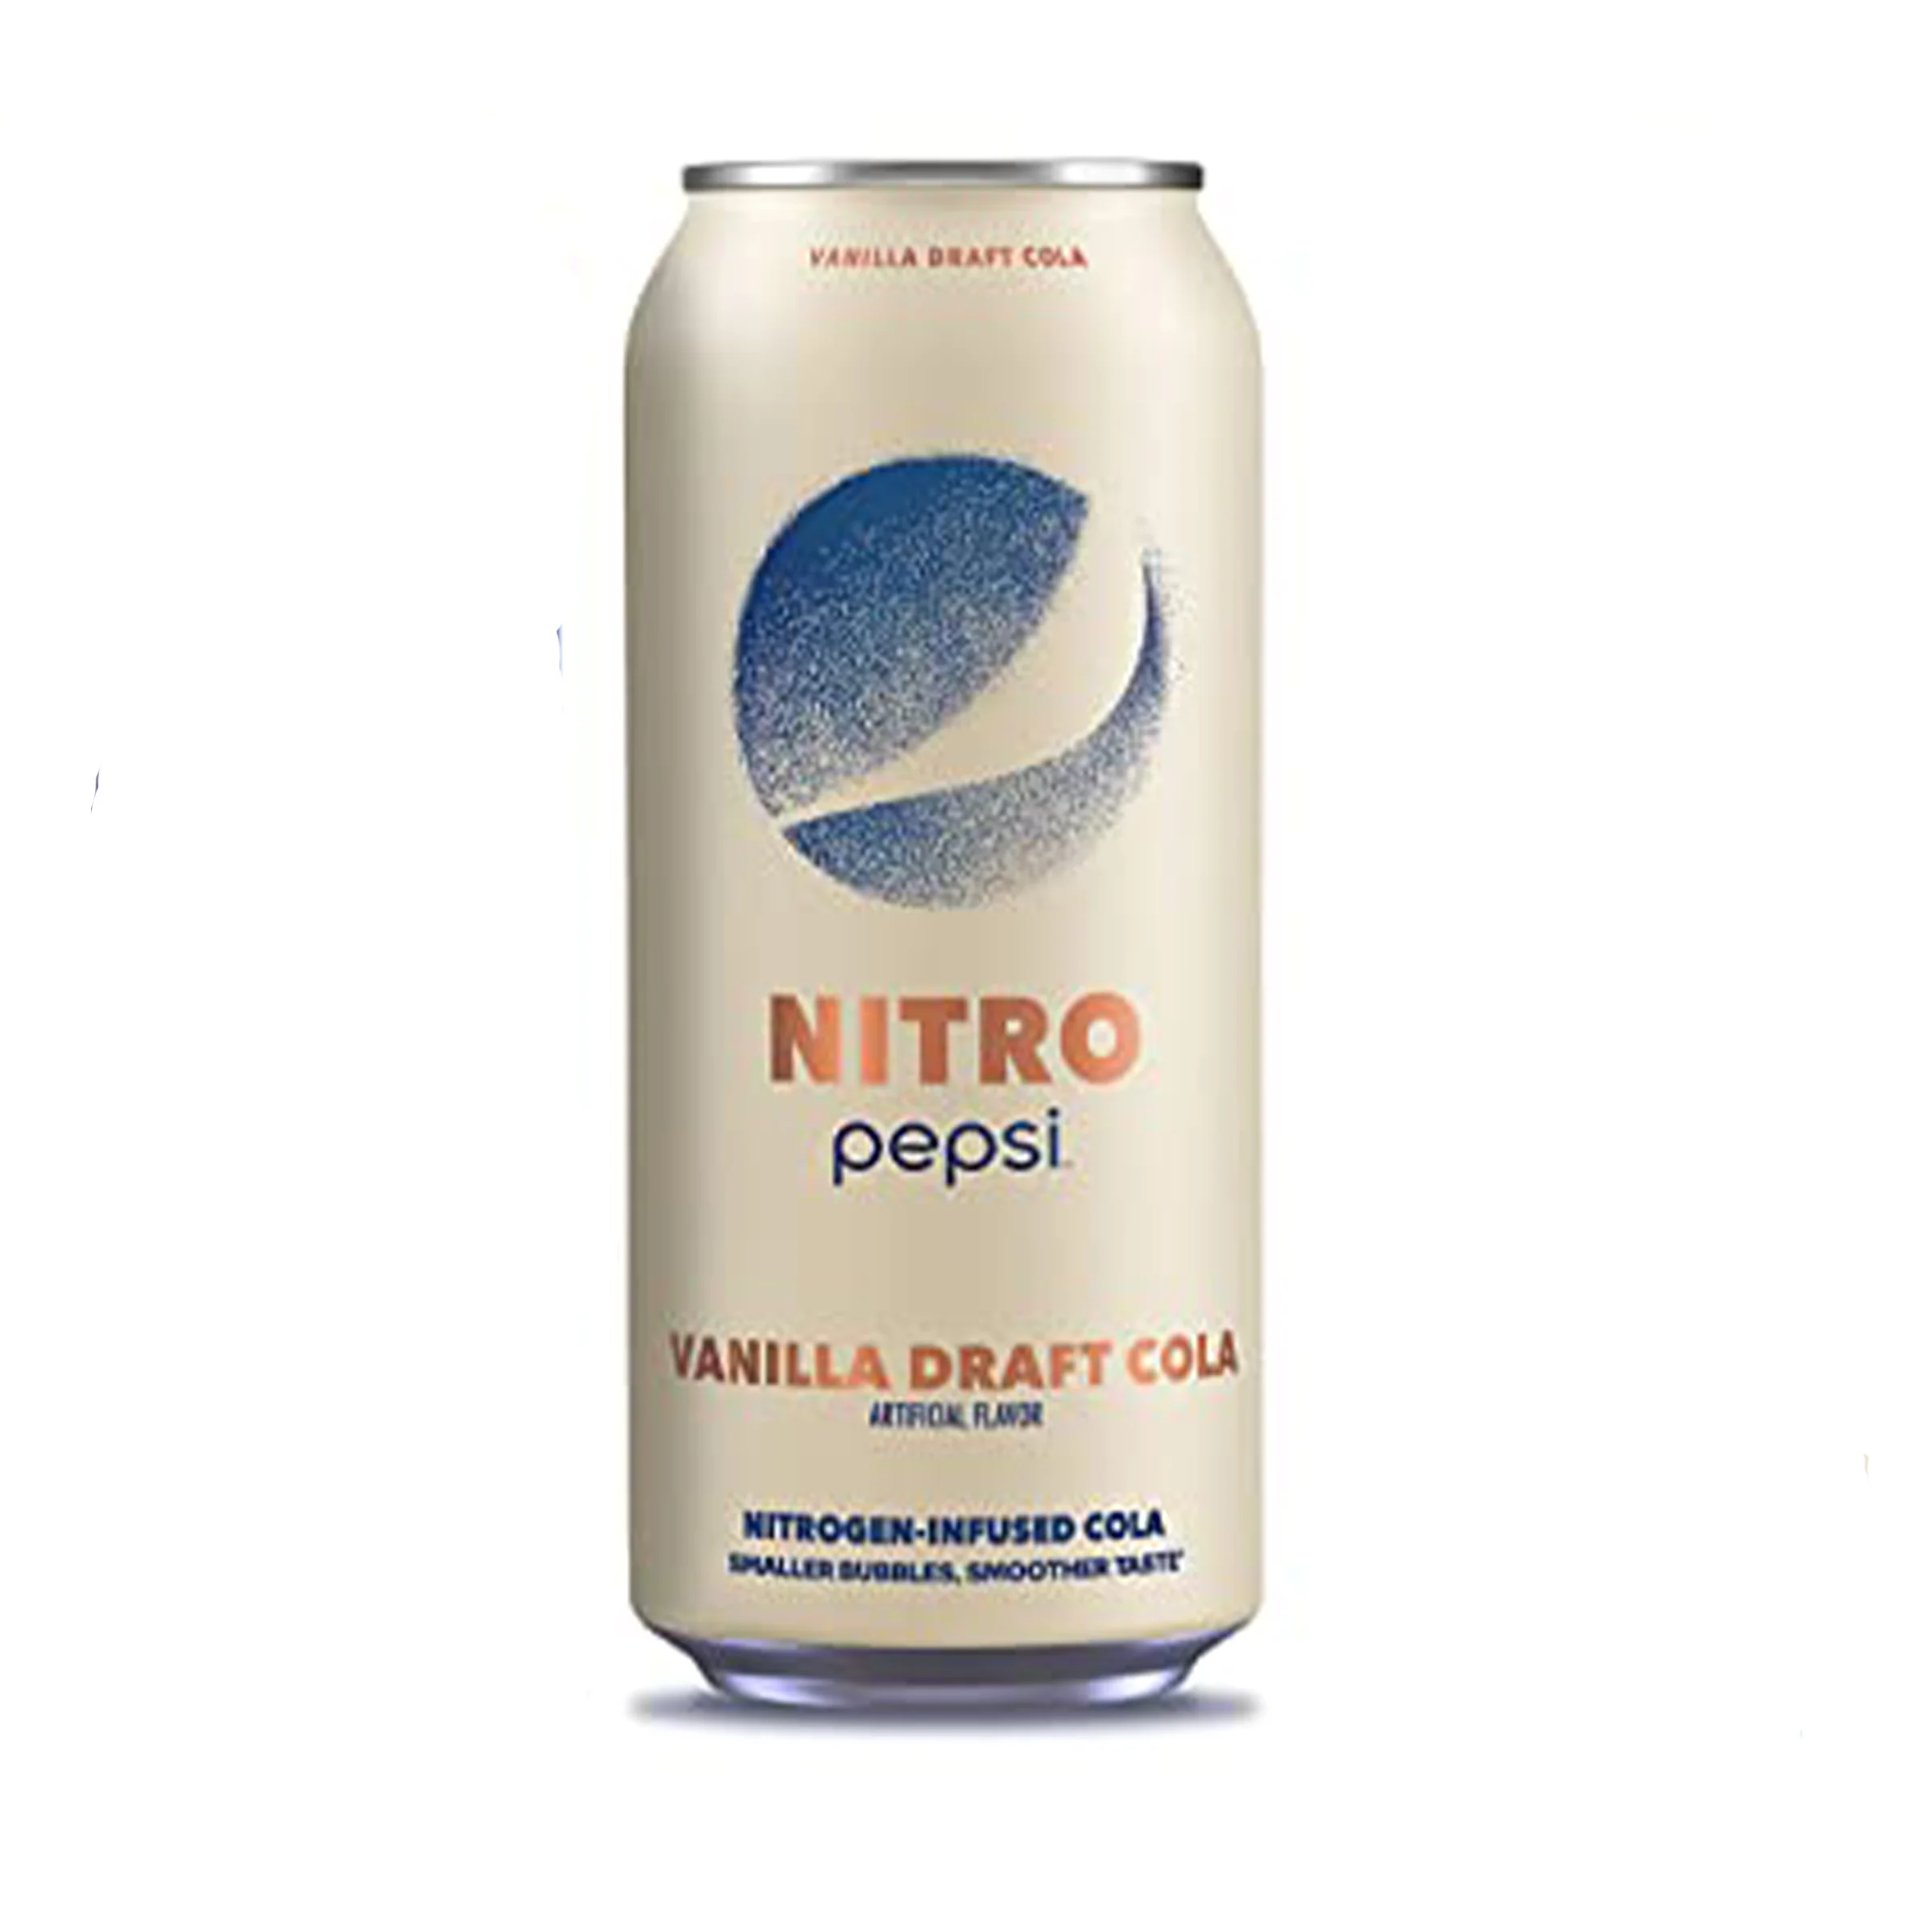 VANILLA DRAFT COLA
NITRO
pepsi
VANILLA DRAFT COLA
ARTIFICIAL FLAVOR
NITROGEN-INFUSED COLA
SMALLER BUBBLES, SMOOTHER TASTE*